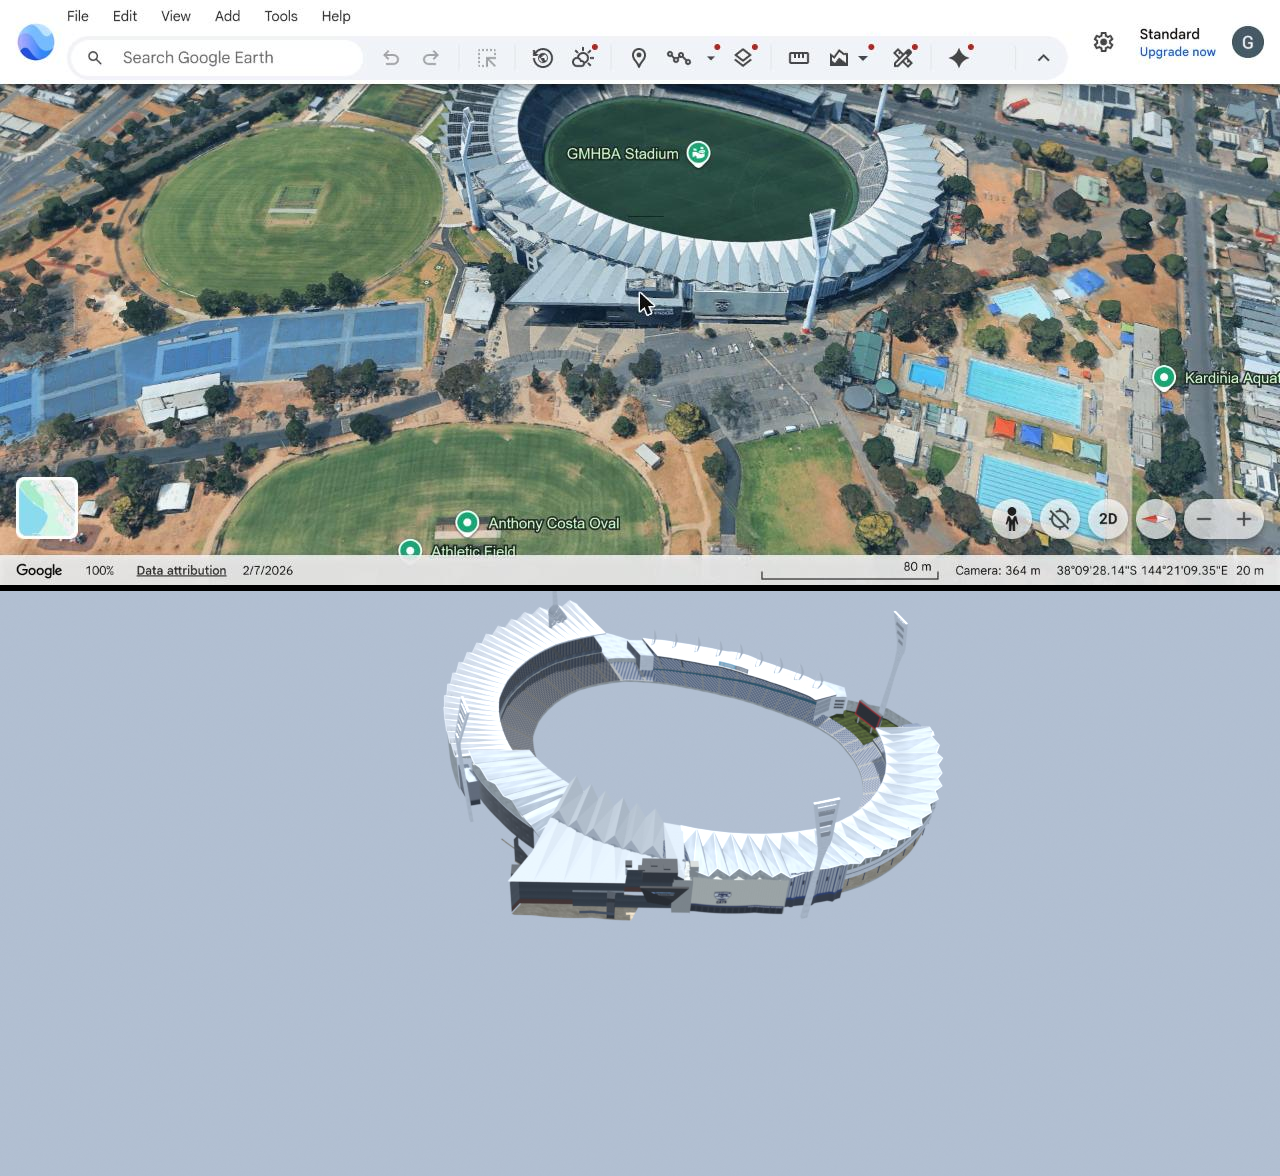 File Edit View Add Tools Help
Search Google Earth
Standard
Upgrade now
G
GMHBA Stadium
Kardinia Aquat
Anthony Costa Oval
Athletic Field
2D
Google 100% Data attribution 2/7/2026 80 m Camera: 364 m 38°09'28.14"S 144°21'09.35"E 20 m